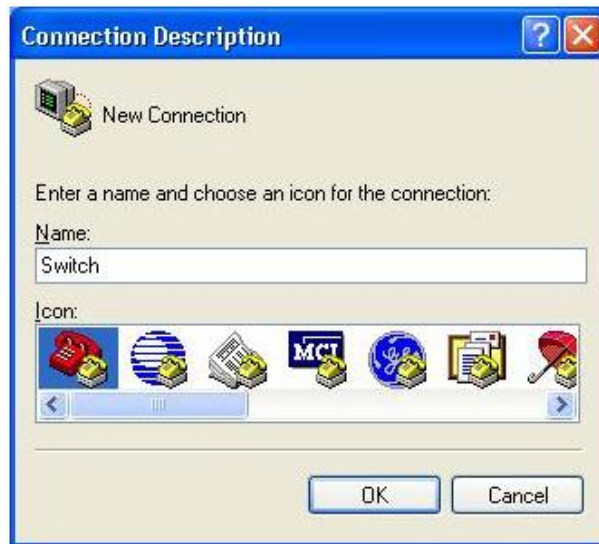 Connection Description
New Connection
Enter a name and choose an icon for the connection:
Name:
Switch
Icon:
MCI
OK
Cancel